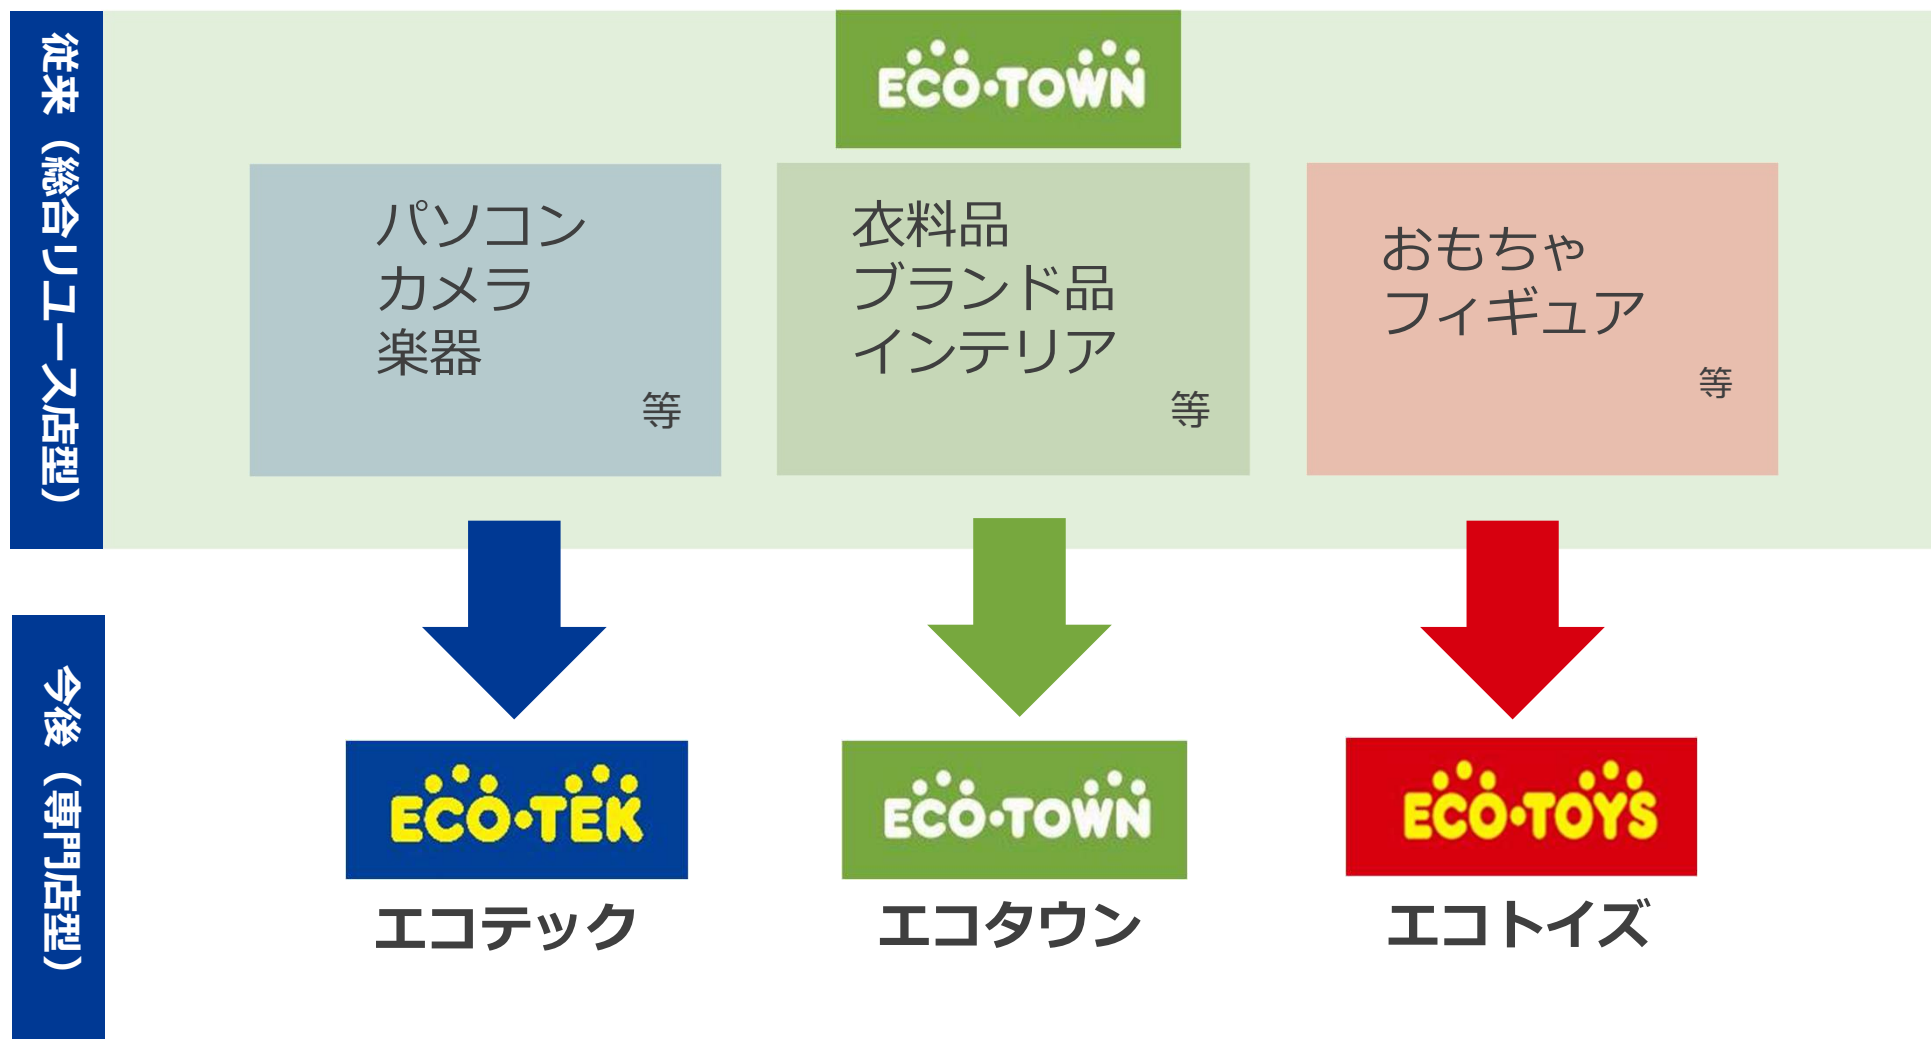 従来（総合リユース店型）
ECO・TOWN
パソコン
カメラ
楽器
等
衣料品
ブランド品
インテリア
等
おもちゃ
フィギュア
等
今後（専門店型）
ECO・TEK
エコテック
ECO・TOWN
エコタウン
ECO・TOYS
エコトイズ